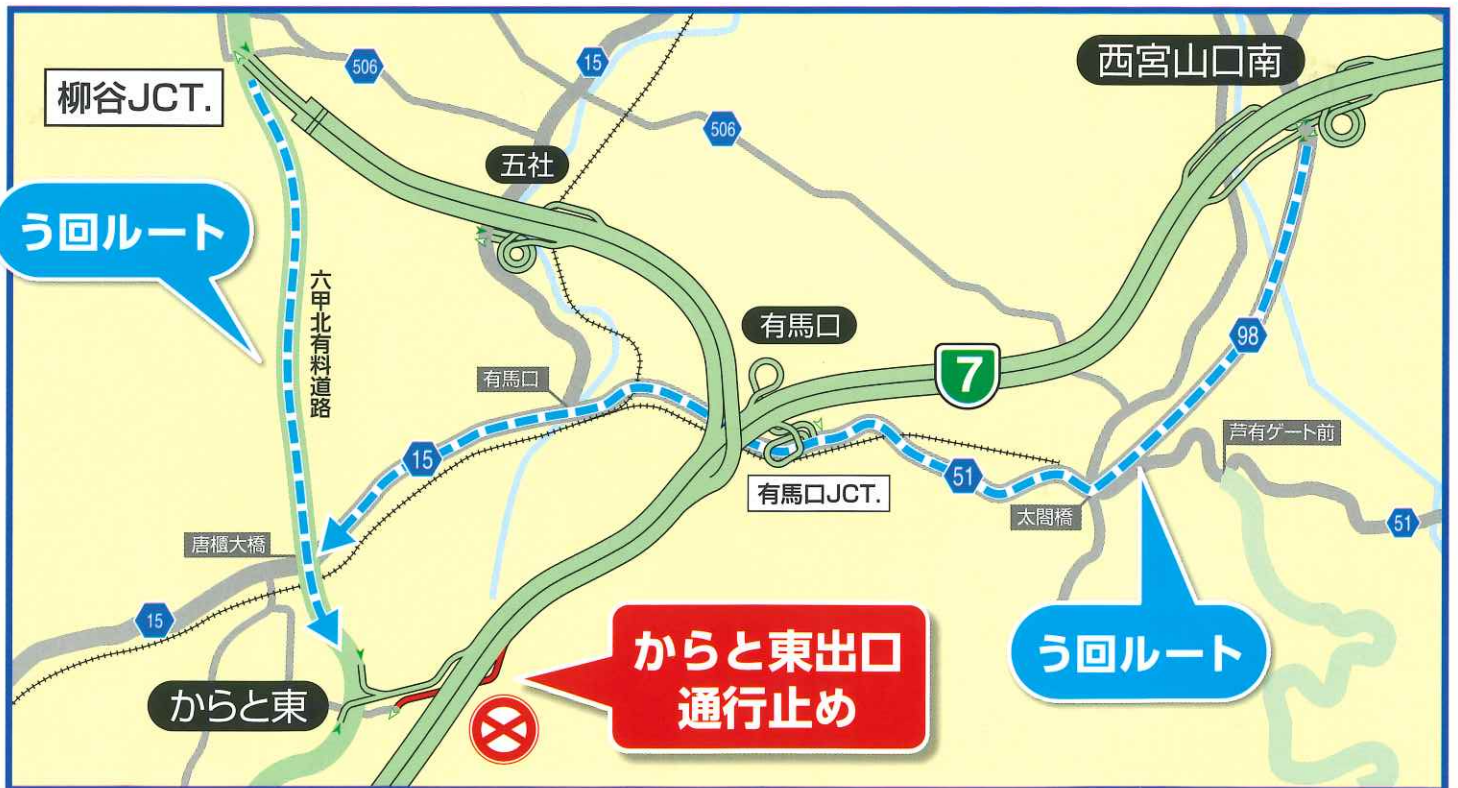 柳谷JCT.
506
15
西宮山口南
五社
506
う回ルート
六甲北有料道路
有馬口
7
98
有馬口
芦有ゲート前
15
51
有馬口JCT.
太閤橋
51
唐櫃大橋
15
からと東出口
通行止め
う回ルート
からと東